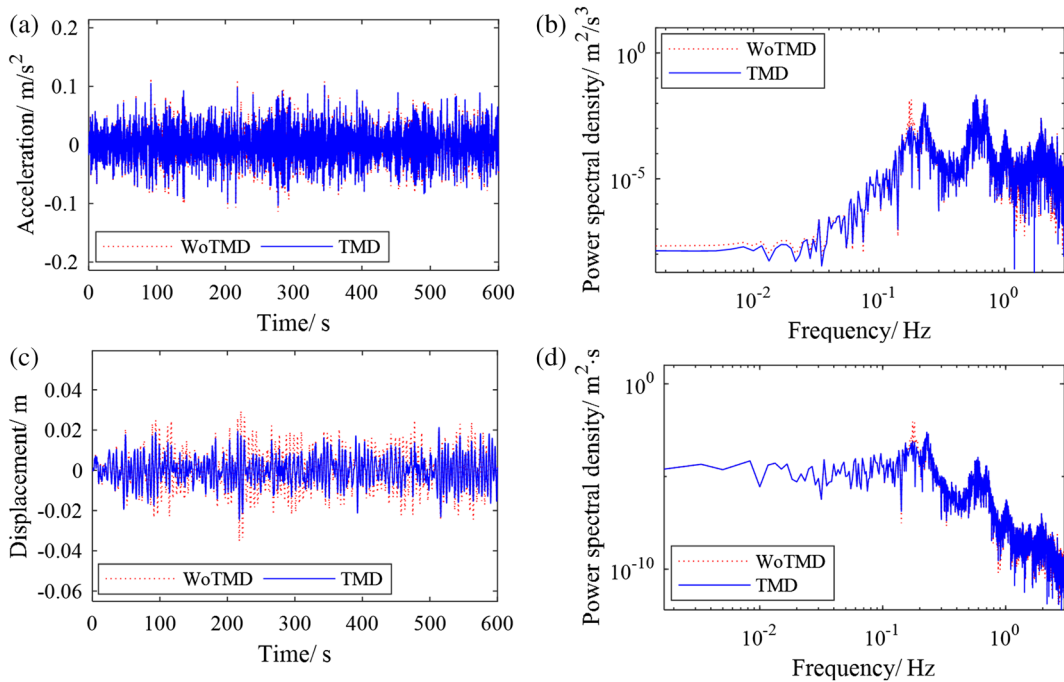 (a)
Acceleration/ m/s²
0.2
0.1
0
-0.1
-0.2
WoTMD TMD
0 100 200 300 400 500 600
Time/ s
(b)
Power spectral density/ m²/s³
10⁰
10⁻⁵
WoTMD
TMD
10⁻² 10⁻¹ 10⁰
Frequency/ Hz
(c)
Displacement/ m
0.04
0.02
0
-0.02
-0.04
-0.06
WoTMD TMD
0 100 200 300 400 500 600
Time/ s
(d)
Power spectral density/ m²·s
10⁰
10⁻¹⁰
WoTMD
TMD
10⁻² 10⁻¹ 10⁰
Frequency/ Hz